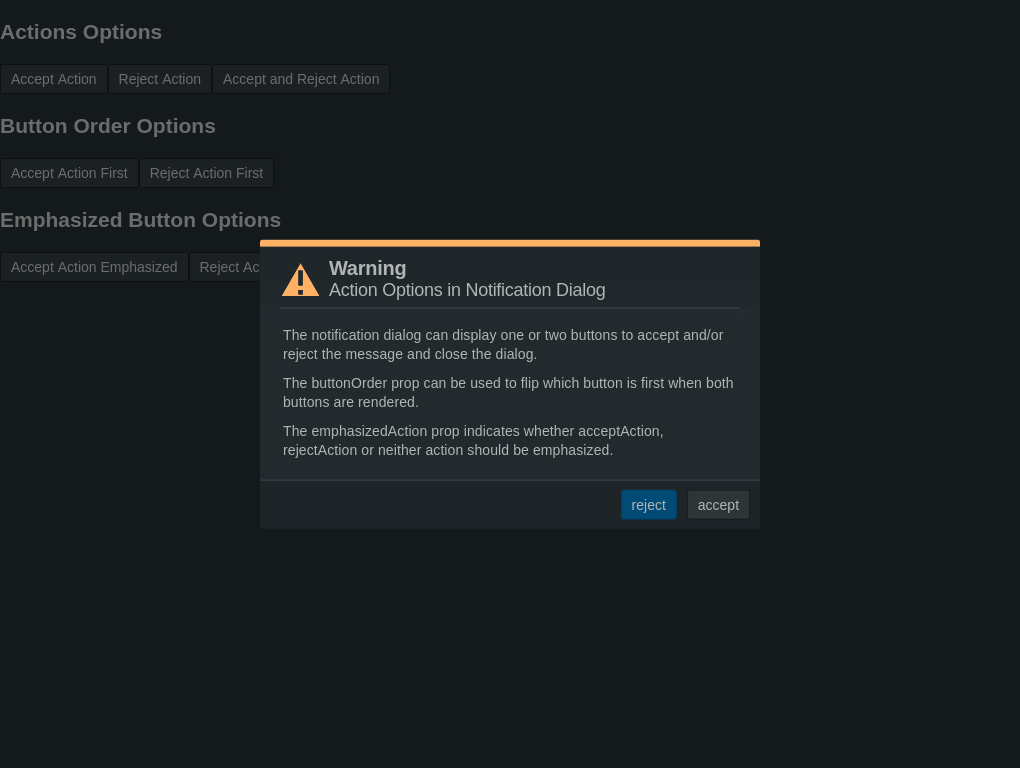 Actions Options
Accept Action Reject Action Accept and Reject Action
Button Order Options
Accept Action First Reject Action First
Emphasized Button Options
Accept Action Emphasized Reject Ac
Warning
Action Options in Notification Dialog
The notification dialog can display one or two buttons to accept and/or
reject the message and close the dialog.
The buttonOrder prop can be used to flip which button is first when both
buttons are rendered.
The emphasizedAction prop indicates whether acceptAction,
rejectAction or neither action should be emphasized.
reject accept